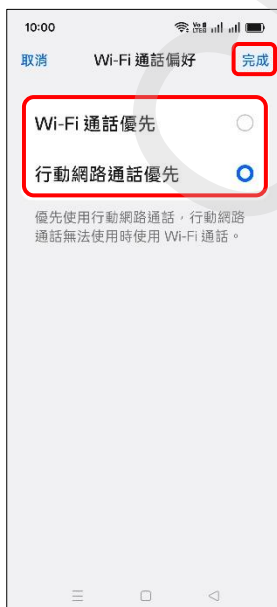 10:00
取消 Wi-Fi 通話偏好 完成
Wi-Fi 通話優先
行動網路通話優先
優先使用行動網路通話，行動網路
通話無法使用時使用 Wi-Fi 通話。